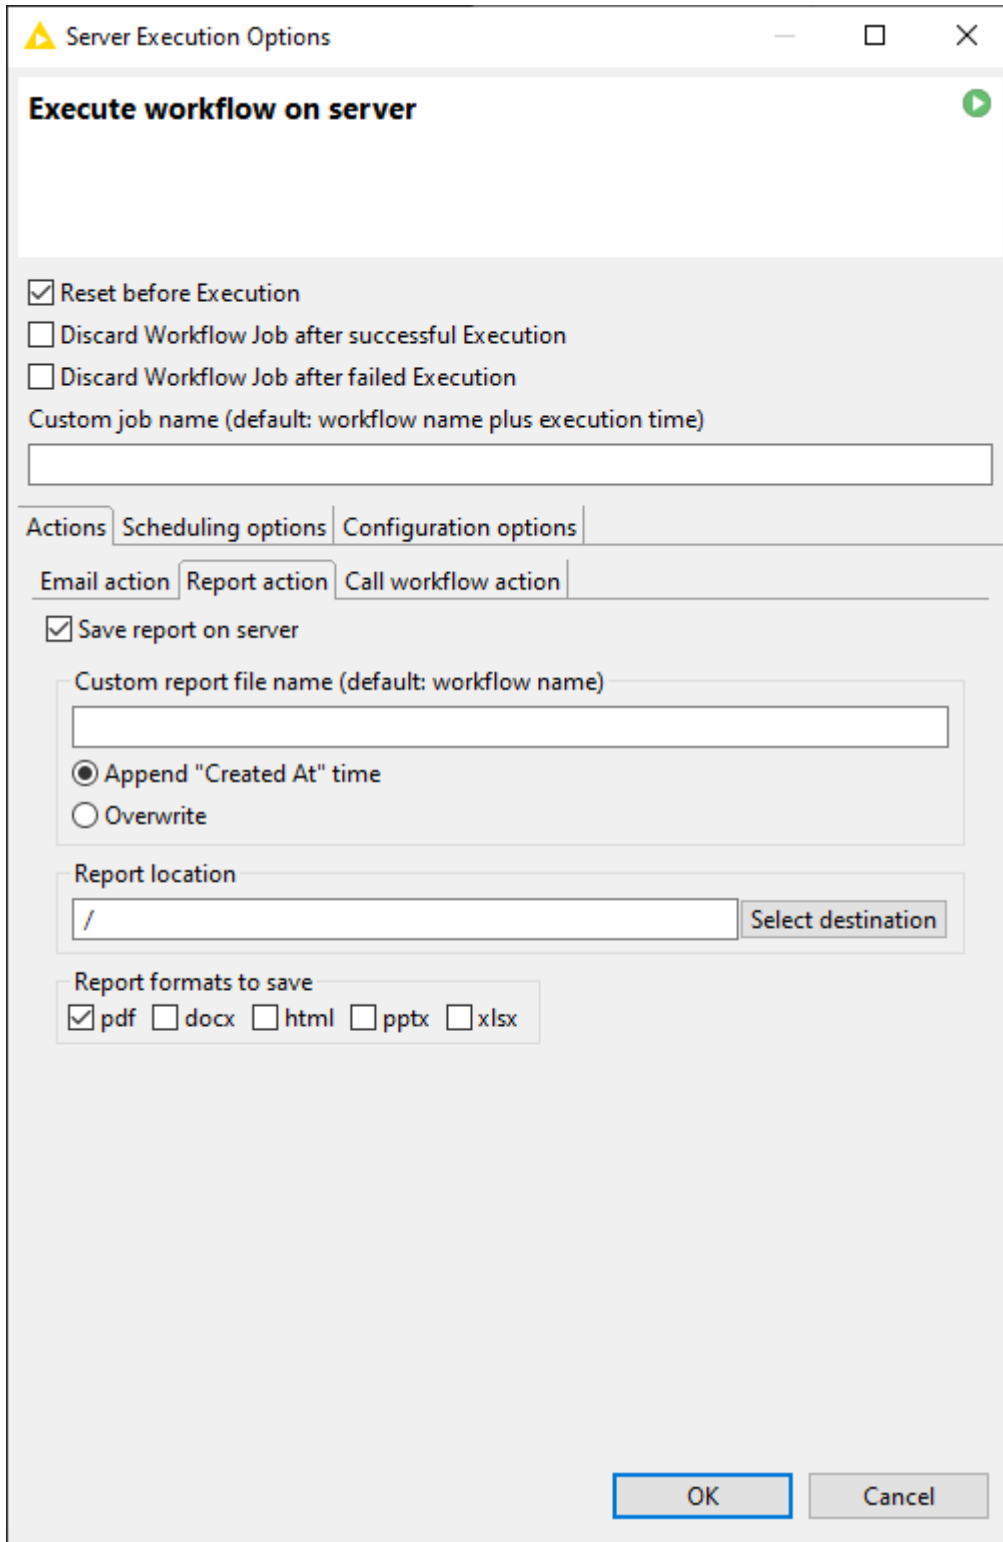 Server Execution Options
Execute workflow on server
Reset before Execution
Discard Workflow Job after successful Execution
Discard Workflow Job after failed Execution
Custom job name (default: workflow name plus execution time)
Actions Scheduling options Configuration options
Email action Report action Call workflow action
Save report on server
Custom report file name (default: workflow name)
Append "Created At" time
Overwrite
Report location
/ Select destination
Report formats to save
pdf docx html pptx xlsx
OK Cancel